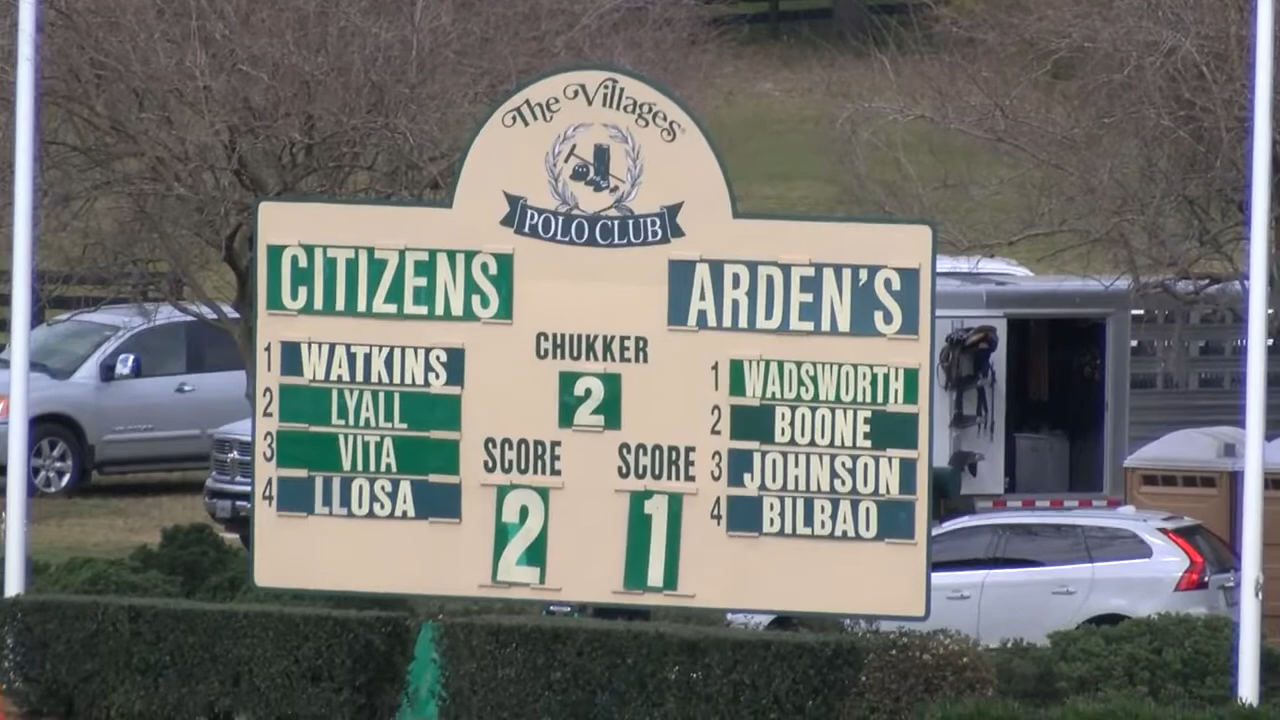 The Villages®
POLO CLUB
CITIZENS
1 WATKINS
2 LYALL
3 VITA
4 LLOSA
CHUKKER
2
SCORE
2
SCORE
1
ARDEN'S
1 WADSWORTH
2 BOONE
3 JOHNSON
4 BILBAO